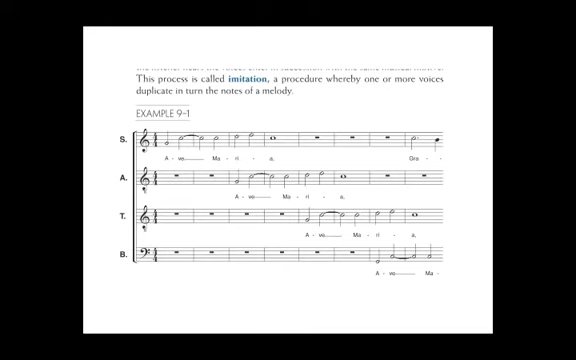 This process is called imitation, a procedure whereby one or more voices
duplicate in turn the notes of a melody.
EXAMPLE 9–1
S.
A - ve Ma - ri - a, Gra -
A.
A - ve Ma - ri - a,
T.
A - ve Ma - ri - a,
B.
A - ve Ma -